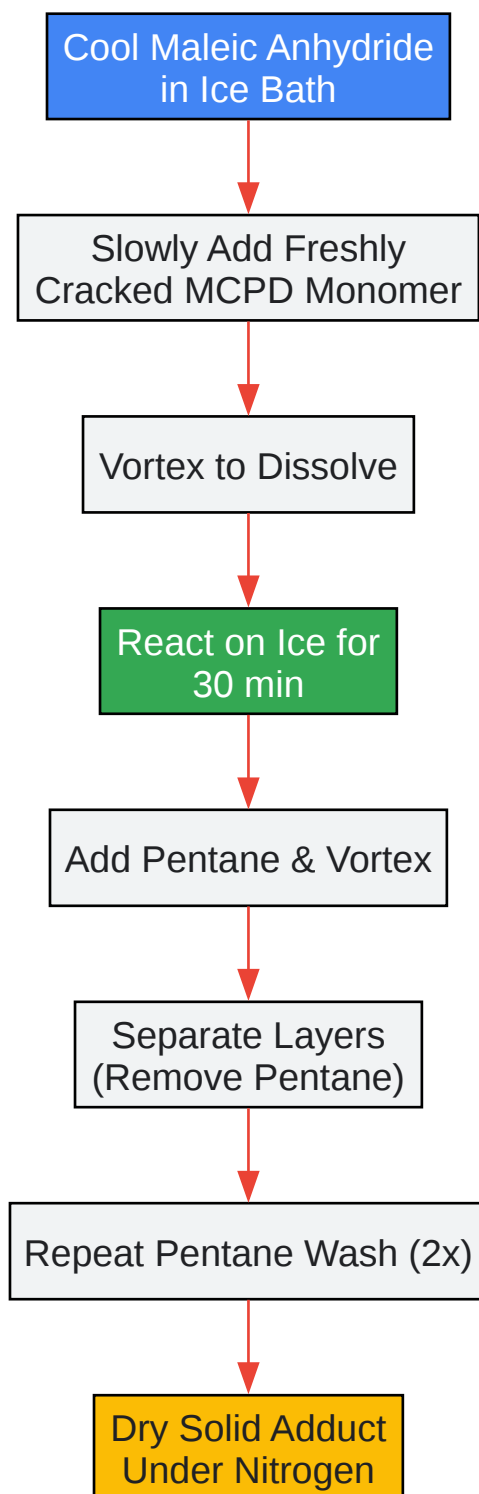 Cool Maleic Anhydride
in Ice Bath
Slowly Add Freshly
Cracked MCPD Monomer
Vortex to Dissolve
React on Ice for
30 min
Add Pentane & Vortex
Separate Layers
(Remove Pentane)
Repeat Pentane Wash (2x)
Dry Solid Adduct
Under Nitrogen